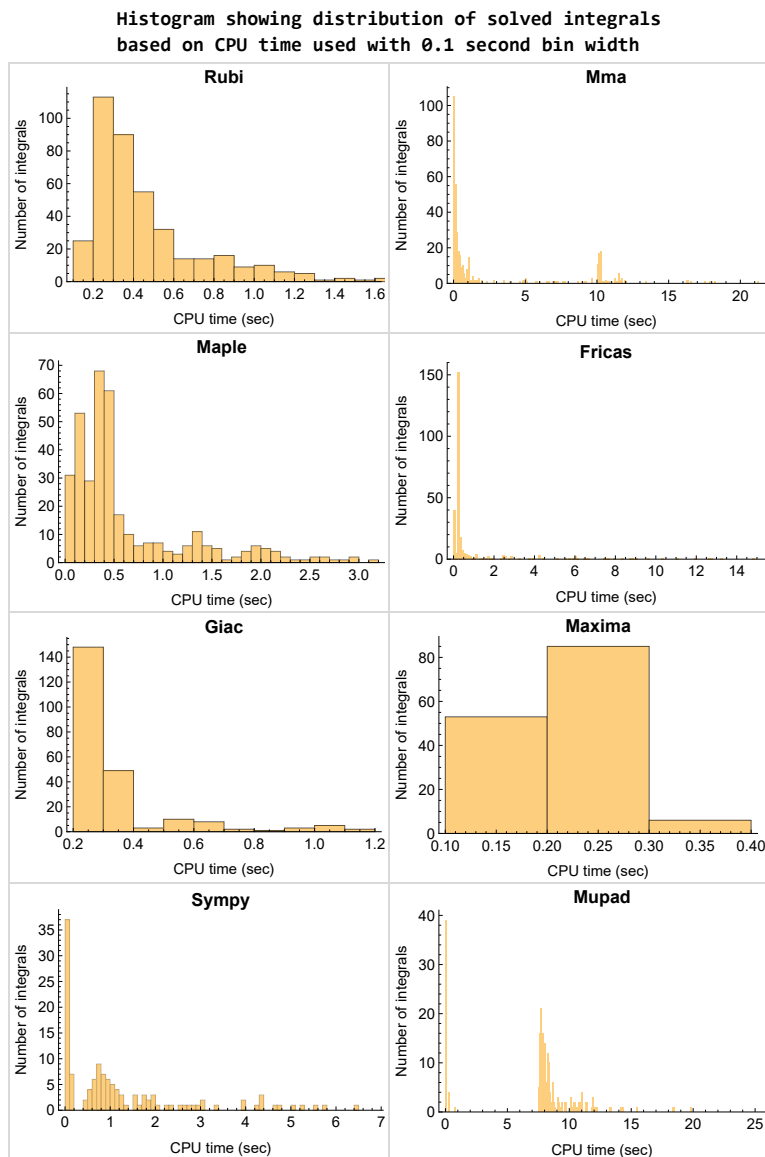 Histogram showing distribution of solved integrals
based on CPU time used with 0.1 second bin width
Rubi
Number of integrals
100
80
60
40
20
0
0.2 0.4 0.6 0.8 1.0 1.2 1.4 1.6
CPU time (sec)
Mma
Number of integrals
100
80
60
40
20
0
0 5 10 15 20
CPU time (sec)
Maple
Number of integrals
70
60
50
40
30
20
10
0
0.0 0.5 1.0 1.5 2.0 2.5 3.0
CPU time (sec)
Fricas
Number of integrals
150
100
50
0
0 2 4 6 8 10 12 14
CPU time (sec)
Giac
Number of integrals
140
120
100
80
60
40
20
0
0.2 0.4 0.6 0.8 1.0 1.2
CPU time (sec)
Maxima
Number of integrals
80
60
40
20
0
0.10 0.15 0.20 0.25 0.30 0.35 0.40
CPU time (sec)
Sympy
Number of integrals
35
30
25
20
15
10
5
0
0 1 2 3 4 5 6 7
CPU time (sec)
Mupad
Number of integrals
40
30
20
10
0
0 5 10 15 20 25
CPU time (sec)